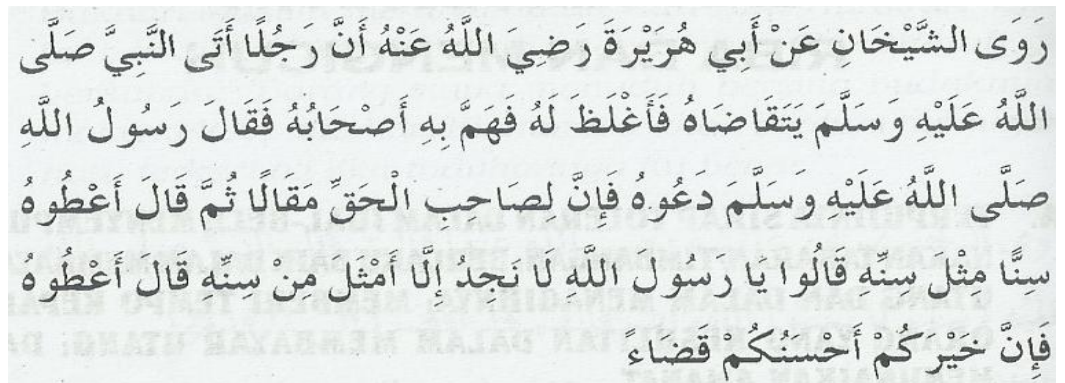 رَوَى الشَّيْخَانِ عَنْ أَبِي هُرَيْرَةَ رَضِيَ اللَّهُ عَنْهُ أَنَّ رَجُلًا أَتَى النَّبِيَّ صَلَّى
اللَّهُ عَلَيْهِ وَسَلَّمَ يَتَقَاضَاهُ فَأَغْلَظَ لَهُ فَهَمَّ بِهِ أَصْحَابُهُ فَقَالَ رَسُولُ اللَّهِ
صَلَّى اللَّهُ عَلَيْهِ وَسَلَّمَ دَعُوهُ فَإِنَّ لِصَاحِبِ الْحَقِّ مَقَالًا ثُمَّ قَالَ أَعْطُوهُ
سِنًّا مِثْلَ سِنِّهِ قَالُوا يَا رَسُولَ اللَّهِ لَا نَجِدُ إِلَّا أَمْثَلَ مِنْ سِنِّهِ قَالَ أَعْطُوهُ
فَإِنَّ خَيْرَكُمْ أَحْسَنُكُمْ قَضَاءً